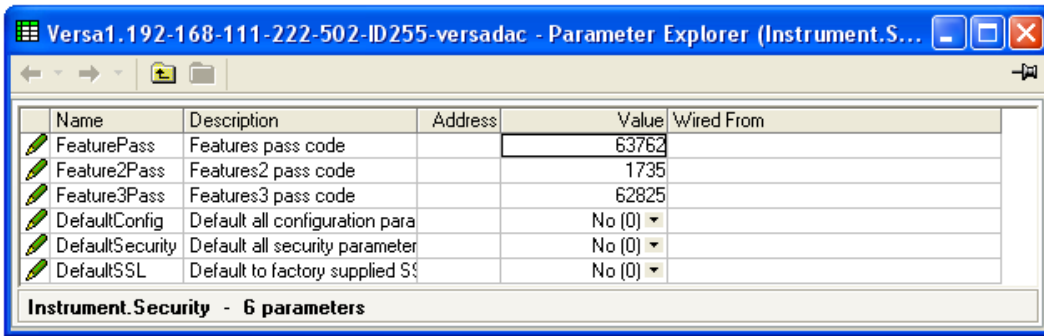 Versa1.192-168-111-222-502-ID255-versadac - Parameter Explorer (Instrument.S...
Name Description Address Value Wired From
FeaturePass Features pass code 63762
Feature2Pass Features2 pass code 1735
Feature3Pass Features3 pass code 62825
DefaultConfig Default all configuration para No (0)
DefaultSecurity Default all security parameter No (0)
DefaultSSL Default to factory supplied SS No (0)
Instrument.Security - 6 parameters